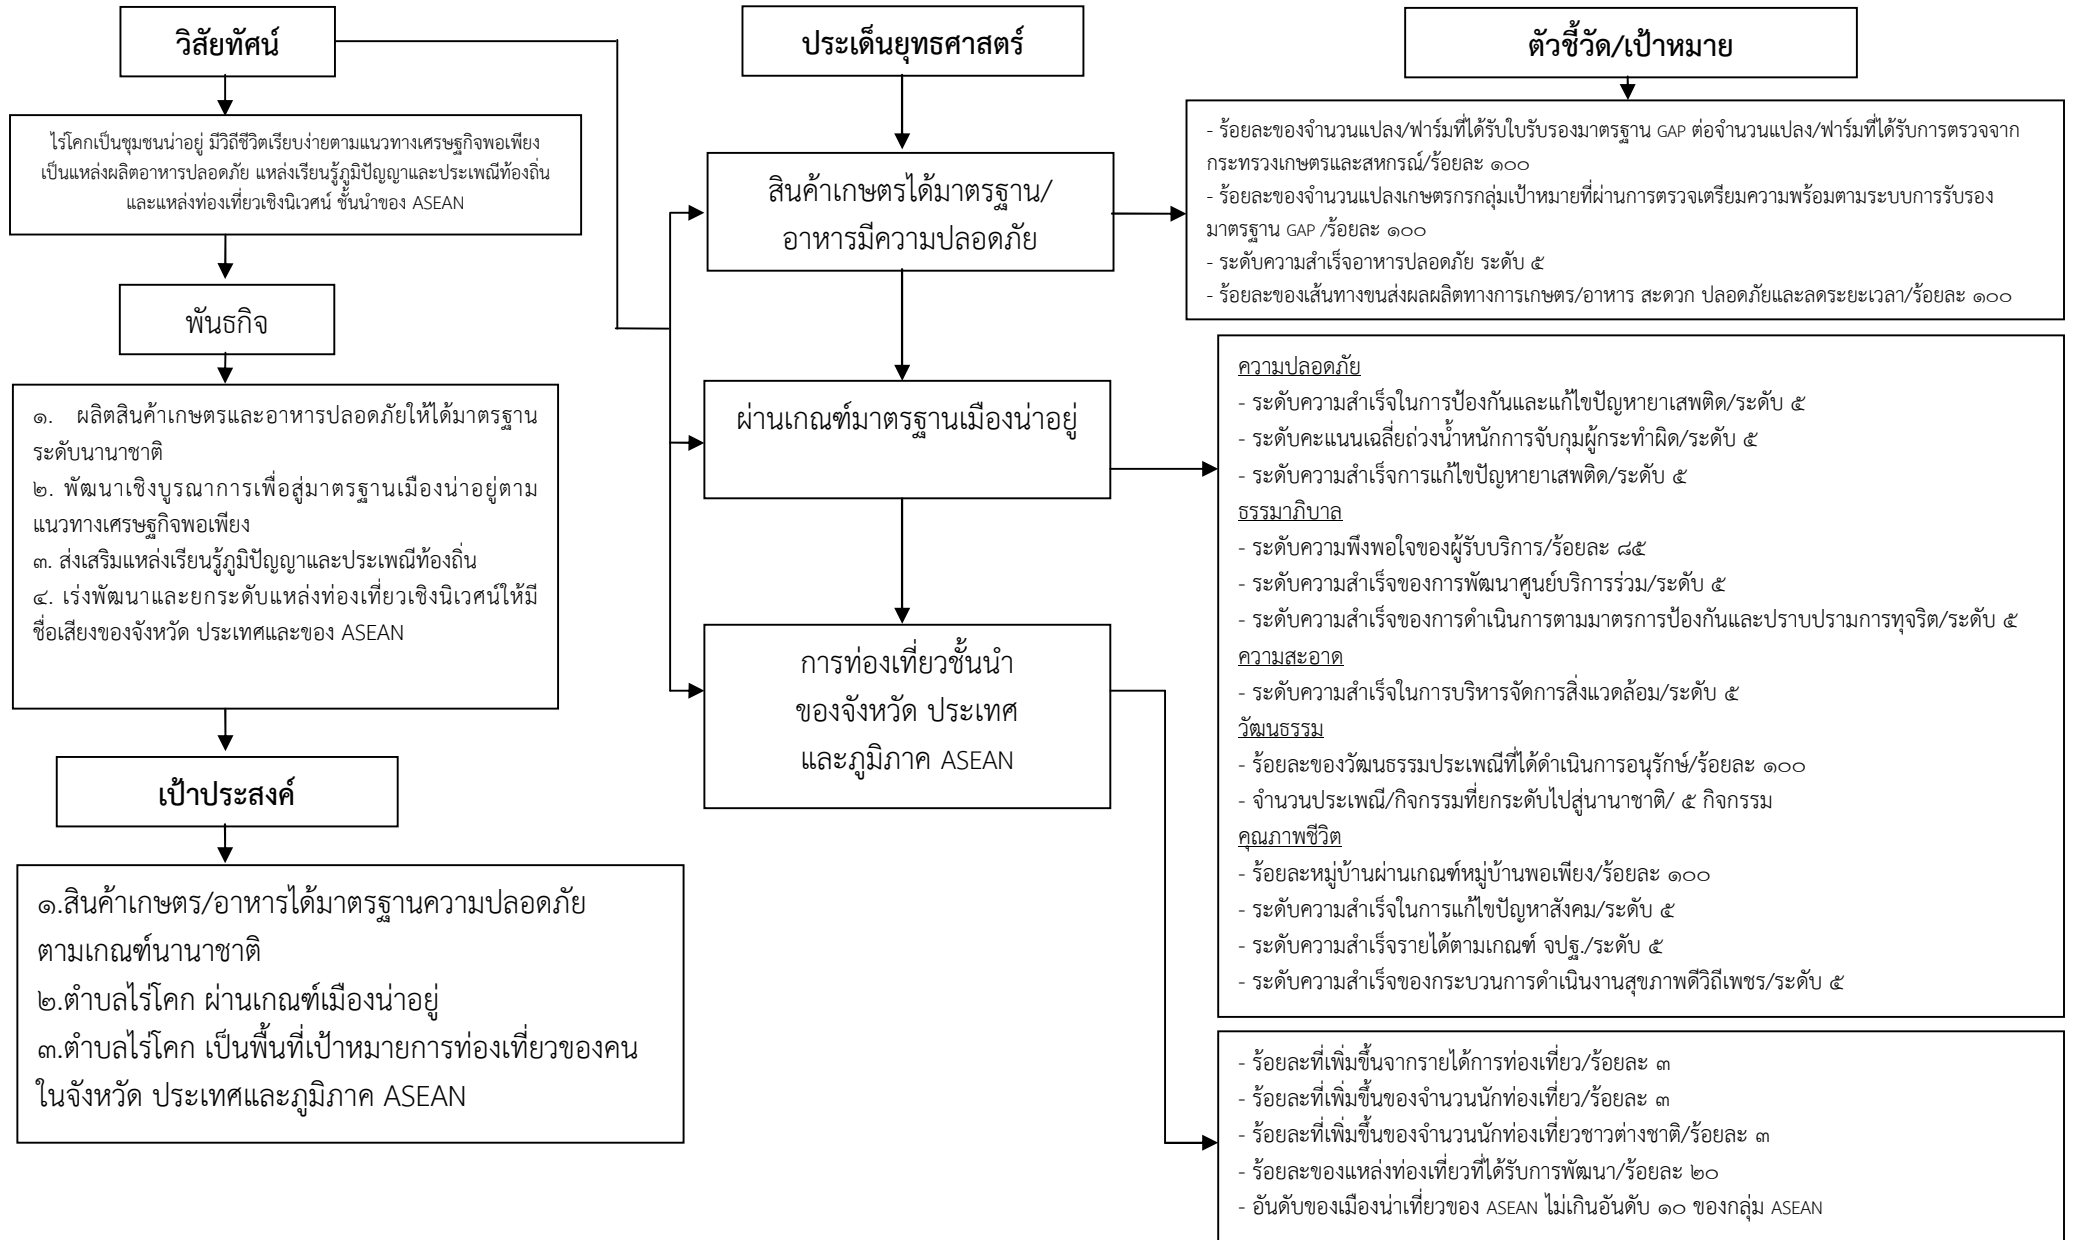 วิสัยทัศน์
ไร่โคกเป็นชุมชนน่าอยู่ มีวิถีชีวิตเรียบง่ายตามแนวทางเศรษฐกิจพอเพียง
เป็นแหล่งผลิตอาหารปลอดภัย แหล่งเรียนรู้ภูมิปัญญาและประเพณีท้องถิ่น
และแหล่งท่องเที่ยวเชิงนิเวศน์ ชั้นนำของ ASEAN
พันธกิจ
๑. ผลิตสินค้าเกษตรและอาหารปลอดภัยให้ได้มาตรฐาน
ระดับนานาชาติ
๒. พัฒนาเชิงบูรณาการเพื่อสู่มาตรฐานเมืองน่าอยู่ตาม
แนวทางเศรษฐกิจพอเพียง
๓. ส่งเสริมแหล่งเรียนรู้ภูมิปัญญาและประเพณีท้องถิ่น
๔. เร่งพัฒนาและยกระดับแหล่งท่องเที่ยวเชิงนิเวศน์ให้มี
ชื่อเสียงของจังหวัด ประเทศและของ ASEAN
เป้าประสงค์
๑.สินค้าเกษตร/อาหารได้มาตรฐานความปลอดภัย
ตามเกณฑ์นานาชาติ
๒.ตำบลไร่โคก ผ่านเกณฑ์เมืองน่าอยู่
๓.ตำบลไร่โคก เป็นพื้นที่เป้าหมายการท่องเที่ยวของคน
ในจังหวัด ประเทศและภูมิภาค ASEAN
ประเด็นยุทธศาสตร์
สินค้าเกษตรได้มาตรฐาน/
อาหารมีความปลอดภัย
ผ่านเกณฑ์มาตรฐานเมืองน่าอยู่
การท่องเที่ยวชั้นนำ
ของจังหวัด ประเทศ
และภูมิภาค ASEAN
ตัวชี้วัด/เป้าหมาย
- ร้อยละของจำนวนแปลง/ฟาร์มที่ได้รับใบรับรองมาตรฐาน GAP ต่อจำนวนแปลง/ฟาร์มที่ได้รับการตรวจจาก
กระทรวงเกษตรและสหกรณ์/ร้อยละ ๑๐๐
- ร้อยละของจำนวนแปลงเกษตรกรกลุ่มเป้าหมายที่ผ่านการตรวจเตรียมความพร้อมตามระบบการรับรอง
มาตรฐาน GAP /ร้อยละ ๑๐๐
- ระดับความสำเร็จอาหารปลอดภัย ระดับ ๕
- ร้อยละของเส้นทางขนส่งผลผลิตทางการเกษตร/อาหาร สะดวก ปลอดภัยและลดระยะเวลา/ร้อยละ ๑๐๐
ความปลอดภัย
- ระดับความสำเร็จในการป้องกันและแก้ไขปัญหายาเสพติด/ระดับ ๕
- ระดับคะแนนเฉลี่ยถ่วงน้ำหนักการจับกุมผู้กระทำผิด/ระดับ ๕
- ระดับความสำเร็จการแก้ไขปัญหายาเสพติด/ระดับ ๕
ธรรมาภิบาล
- ระดับความพึงพอใจของผู้รับบริการ/ร้อยละ ๘๕
- ระดับความสำเร็จของการพัฒนาศูนย์บริการร่วม/ระดับ ๕
- ระดับความสำเร็จของการดำเนินการตามมาตรการป้องกันและปราบปรามการทุจริต/ระดับ ๕
ความสะอาด
- ระดับความสำเร็จในการบริหารจัดการสิ่งแวดล้อม/ระดับ ๕
วัฒนธรรม
- ร้อยละของวัฒนธรรมประเพณีที่ได้ดำเนินการอนุรักษ์/ร้อยละ ๑๐๐
- จำนวนประเพณี/กิจกรรมที่ยกระดับไปสู่นานาชาติ/ ๕ กิจกรรม
คุณภาพชีวิต
- ร้อยละหมู่บ้านผ่านเกณฑ์หมู่บ้านพอเพียง/ร้อยละ ๑๐๐
- ระดับความสำเร็จในการแก้ไขปัญหาสังคม/ระดับ ๕
- ระดับความสำเร็จรายได้ตามเกณฑ์ จปฐ./ระดับ ๕
- ระดับความสำเร็จของกระบวนการดำเนินงานสุขภาพดีวิถีเพชร/ระดับ ๕
- ร้อยละที่เพิ่มขึ้นจากรายได้การท่องเที่ยว/ร้อยละ ๓
- ร้อยละที่เพิ่มขึ้นของจำนวนนักท่องเที่ยว/ร้อยละ ๓
- ร้อยละที่เพิ่มขึ้นของจำนวนนักท่องเที่ยวชาวต่างชาติ/ร้อยละ ๓
- ร้อยละของแหล่งท่องเที่ยวที่ได้รับการพัฒนา/ร้อยละ ๒๐
- อันดับของเมืองน่าเที่ยวของ ASEAN ไม่เกินอันดับ ๑๐ ของกลุ่ม ASEAN